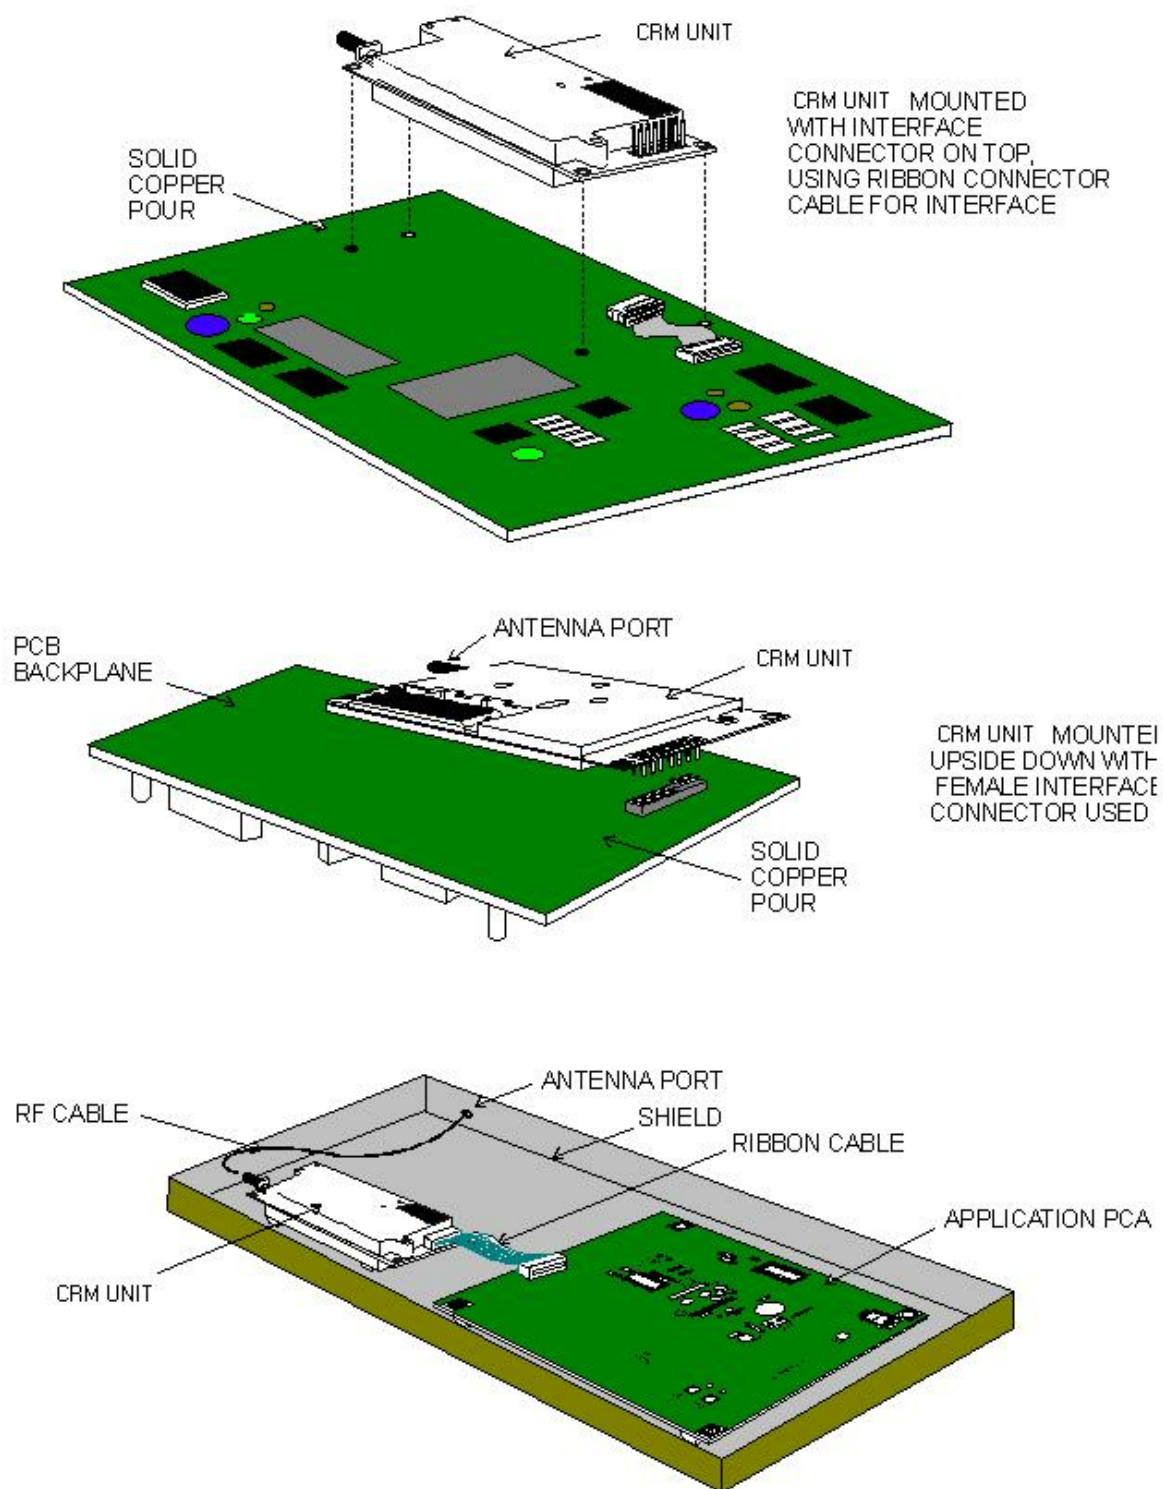 CRM UNIT
CRM UNIT MOUNTED
WITH INTERFACE
CONNECTOR ON TOP,
USING RIBBON CONNECTOR
CABLE FOR INTERFACE
SOLID
COPPER
POUR
ANTENNA PORT
PCB
BACKPLANE
CRM UNIT
CRM UNIT MOUNTE
UPSIDE DOWN WITH
FEMALE INTERFACE
CONNECTOR USED
SOLID
COPPER
POUR
ANTENNA PORT
RF CABLE
SHIELD
RIBBON CABLE
APPLICATION PCA
CRM UNIT